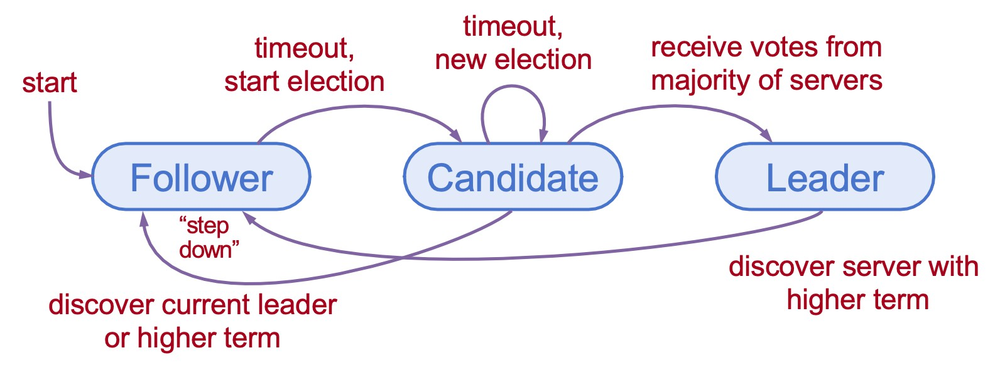 start
timeout,
start election
timeout,
new election
receive votes from
majority of servers
Follower
Candidate
Leader
“step
down”
discover current leader
or higher term
discover server with
higher term